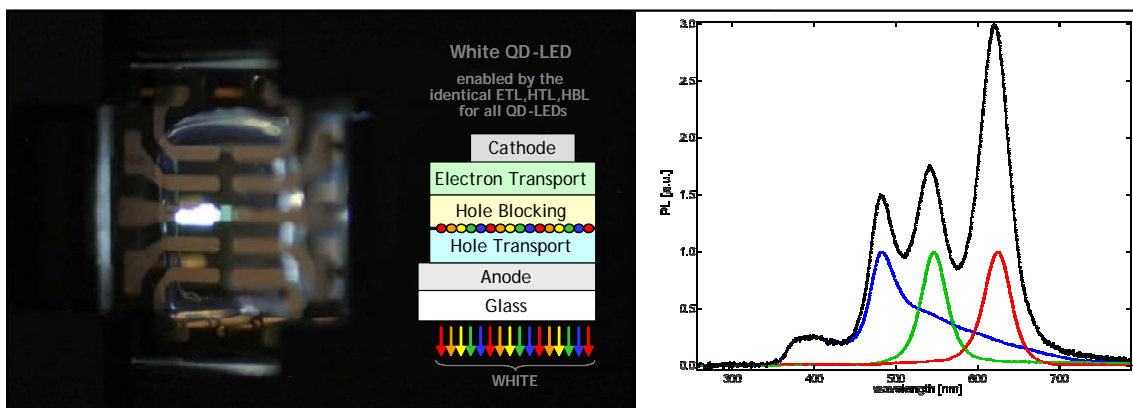 White QD-LED
enabled by the
identical ETL,HTL,HBL
for all QD-LEDs
Cathode
Electron Transport
Hole Blocking
Hole Transport
Anode
Glass
WHITE
PL [a.u.]
3.0
2.5
2.0
1.5
1.0
0.5
0.0
300
400
500
600
700
wavelength [nm]